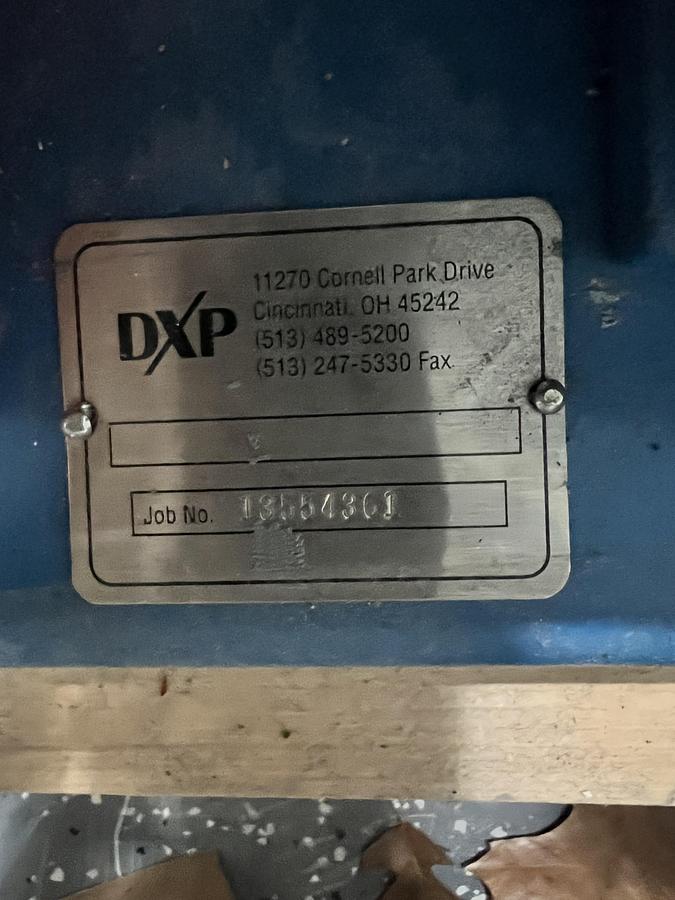 DXP
11270 Cornell Park Drive
Cincinnati, OH 45242
(513) 489-5200
(513) 247-5330 Fax
Job No.